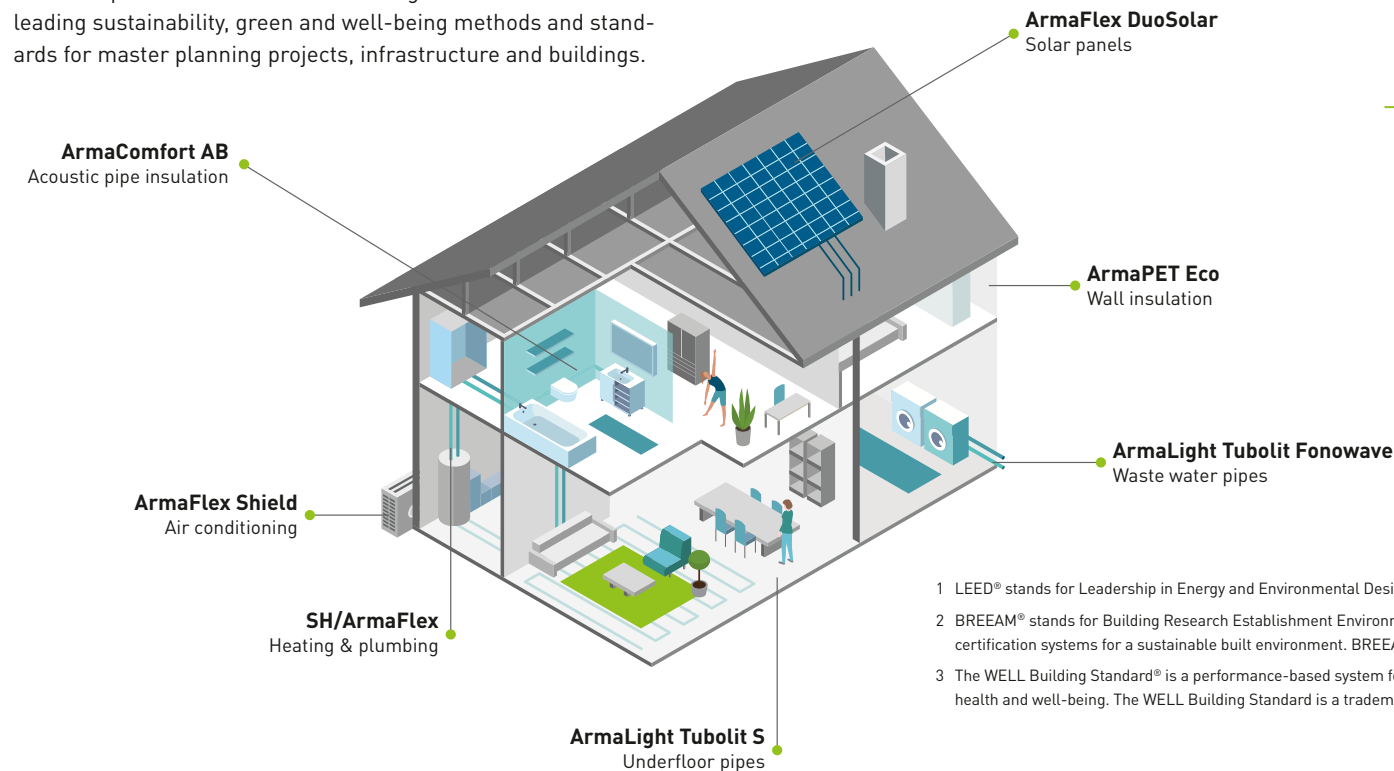 leading sustainability, green and well-being methods and stand-
ards for master planning projects, infrastructure and buildings.
ArmaFlex DuoSolar
Solar panels
ArmaComfort AB
Acoustic pipe insulation
ArmaPET Eco
Wall insulation
ArmaLight Tubolit Fonowave
Waste water pipes
ArmaFlex Shield
Air conditioning
SH/ArmaFlex
Heating & plumbing
ArmaLight Tubolit S
Underfloor pipes
1 LEED® stands for Leadership in Energy and Environmental
2 BREEAM® stands for Building Research Establishment
certification systems for a sustainable built environment.
3 The WELL Building Standard® is a performance-based system
health and well-being. The WELL Building Standard is a